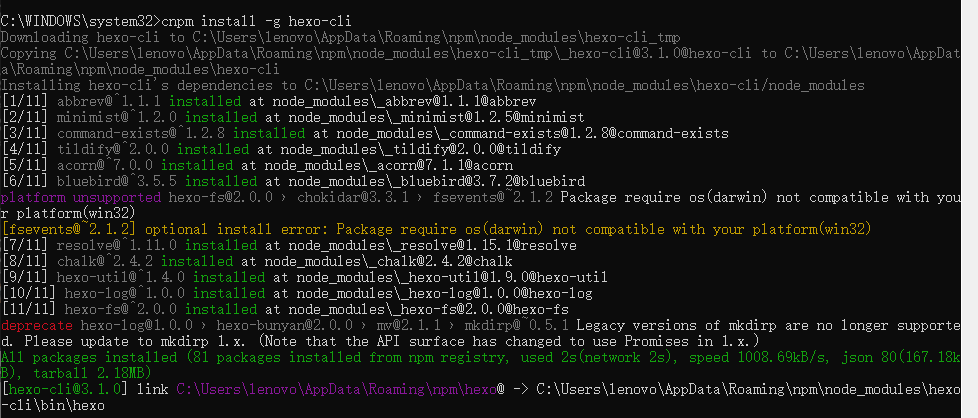 C:\WINDOWS\system32>cnpm install -g hexo-cli
Downloading hexo-cli to C:\Users\lenovo\AppData\Roaming\npm\node_modules\hexo-cli_tmp
Copying C:\Users\lenovo\AppData\Roaming\npm\node_modules\hexo-cli_tmp\_hexo-cli@3.1.0@hexo-cli to C:\Users\lenovo\AppDat
a\Roaming\npm\node_modules\hexo-cli
Installing hexo-cli's dependencies to C:\Users\lenovo\AppData\Roaming\npm\node_modules\hexo-cli/node_modules
[1/11] abbrev@^1.1.1 installed at node_modules\_abbrev@1.1.1@abbrev
[2/11] minimist@^1.2.0 installed at node_modules\_minimist@1.2.5@minimist
[3/11] command-exists@^1.2.8 installed at node_modules\_command-exists@1.2.8@command-exists
[4/11] tildify@^2.0.0 installed at node_modules\_tildify@2.0.0@tildify
[5/11] acorn@^7.0.0 installed at node_modules\_acorn@7.1.1@acorn
[6/11] bluebird@^3.5.5 installed at node_modules\_bluebird@3.7.2@bluebird
platform unsupported hexo-fs@2.0.0 › chokidar@3.3.1 › fsevents@~2.1.2 Package require os(darwin) not compatible with you
r platform(win32)
[fsevents@~2.1.2] optional install error: Package require os(darwin) not compatible with your platform(win32)
[7/11] resolve@^1.11.0 installed at node_modules\_resolve@1.15.1@resolve
[8/11] chalk@^2.4.2 installed at node_modules\_chalk@2.4.2@chalk
[9/11] hexo-util@^1.4.0 installed at node_modules\_hexo-util@1.9.0@hexo-util
[10/11] hexo-log@^1.0.0 installed at node_modules\_hexo-log@1.0.0@hexo-log
[11/11] hexo-fs@^2.0.0 installed at node_modules\_hexo-fs@2.0.0@hexo-fs
deprecate hexo-log@1.0.0 › hexo-bunyan@2.0.0 › mv@2.1.1 › mkdirp@~0.5.1 Legacy versions of mkdirp are no longer supporte
d. Please update to mkdirp 1.x. (Note that the API surface has changed to use Promises in 1.x.)
All packages installed (81 packages installed from npm registry, used 2s(network 2s), speed 1008.69kB/s, json 80(167.18k
B), tarball 2.18MB)
[hexo-cli@3.1.0] link C:\Users\lenovo\AppData\Roaming\npm\hexo@ -> C:\Users\lenovo\AppData\Roaming\npm\node_modules\hexo
-cli\bin\hexo